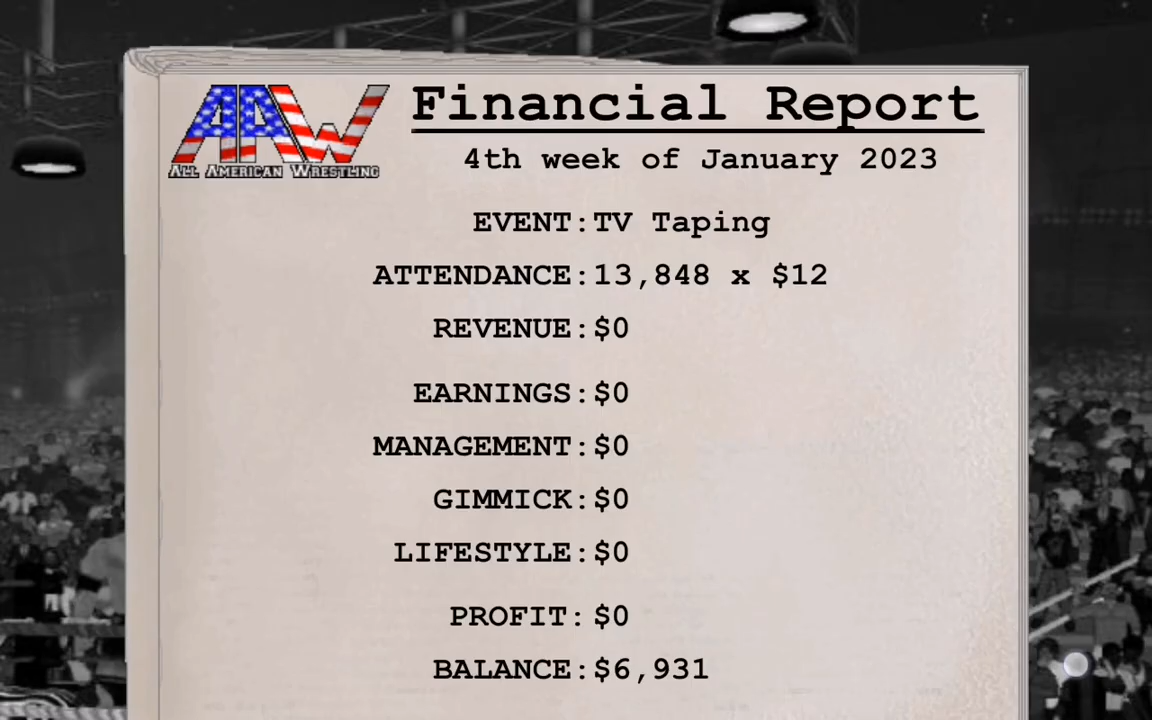 AAW
ALL AMERICAN WRESTLING
Financial Report
4th week of January 2023
EVENT: TV Taping
ATTENDANCE: 13,848 x $12
REVENUE: $0
EARNINGS: $0
MANAGEMENT: $0
GIMMICK: $0
LIFESTYLE: $0
PROFIT: $0
BALANCE: $6,931